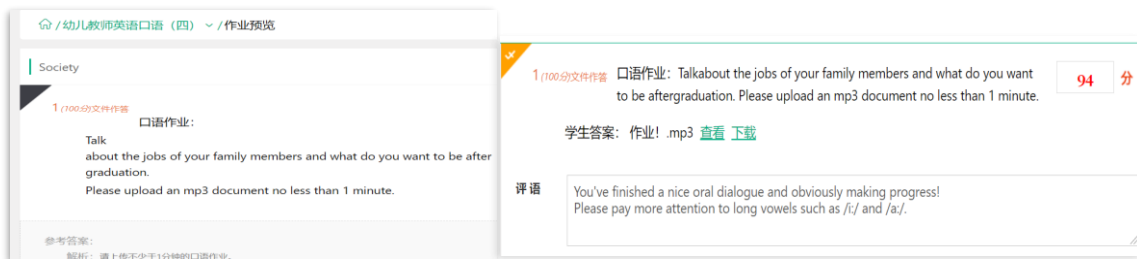 /幼儿教师英语口语（四） /作业预览
Society
1 (100分)文件作答
口语作业：
Talk
about the jobs of your family members and what do you want to be after
graduation.
Please upload an mp3 document no less than 1 minute.
参考答案：
解析：请上传不少于1分钟的口语作业。
1 (100分)文件作答 口语作业：Talkabout the jobs of your family members and what do you want
to be aftergraduation. Please upload an mp3 document no less than 1 minute.
94 分
学生答案： 作业！.mp3 查看 下载
评语
You've finished a nice oral dialogue and obviously making progress!
Please pay more attention to long vowels such as /i:/ and /a:/.